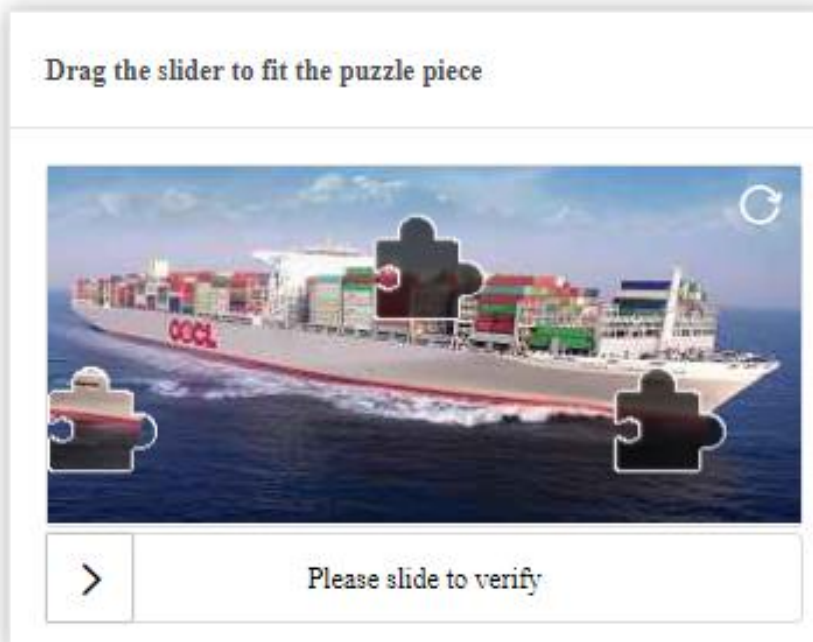 Drag the slider to fit the puzzle piece
OOCL
Please slide to verify